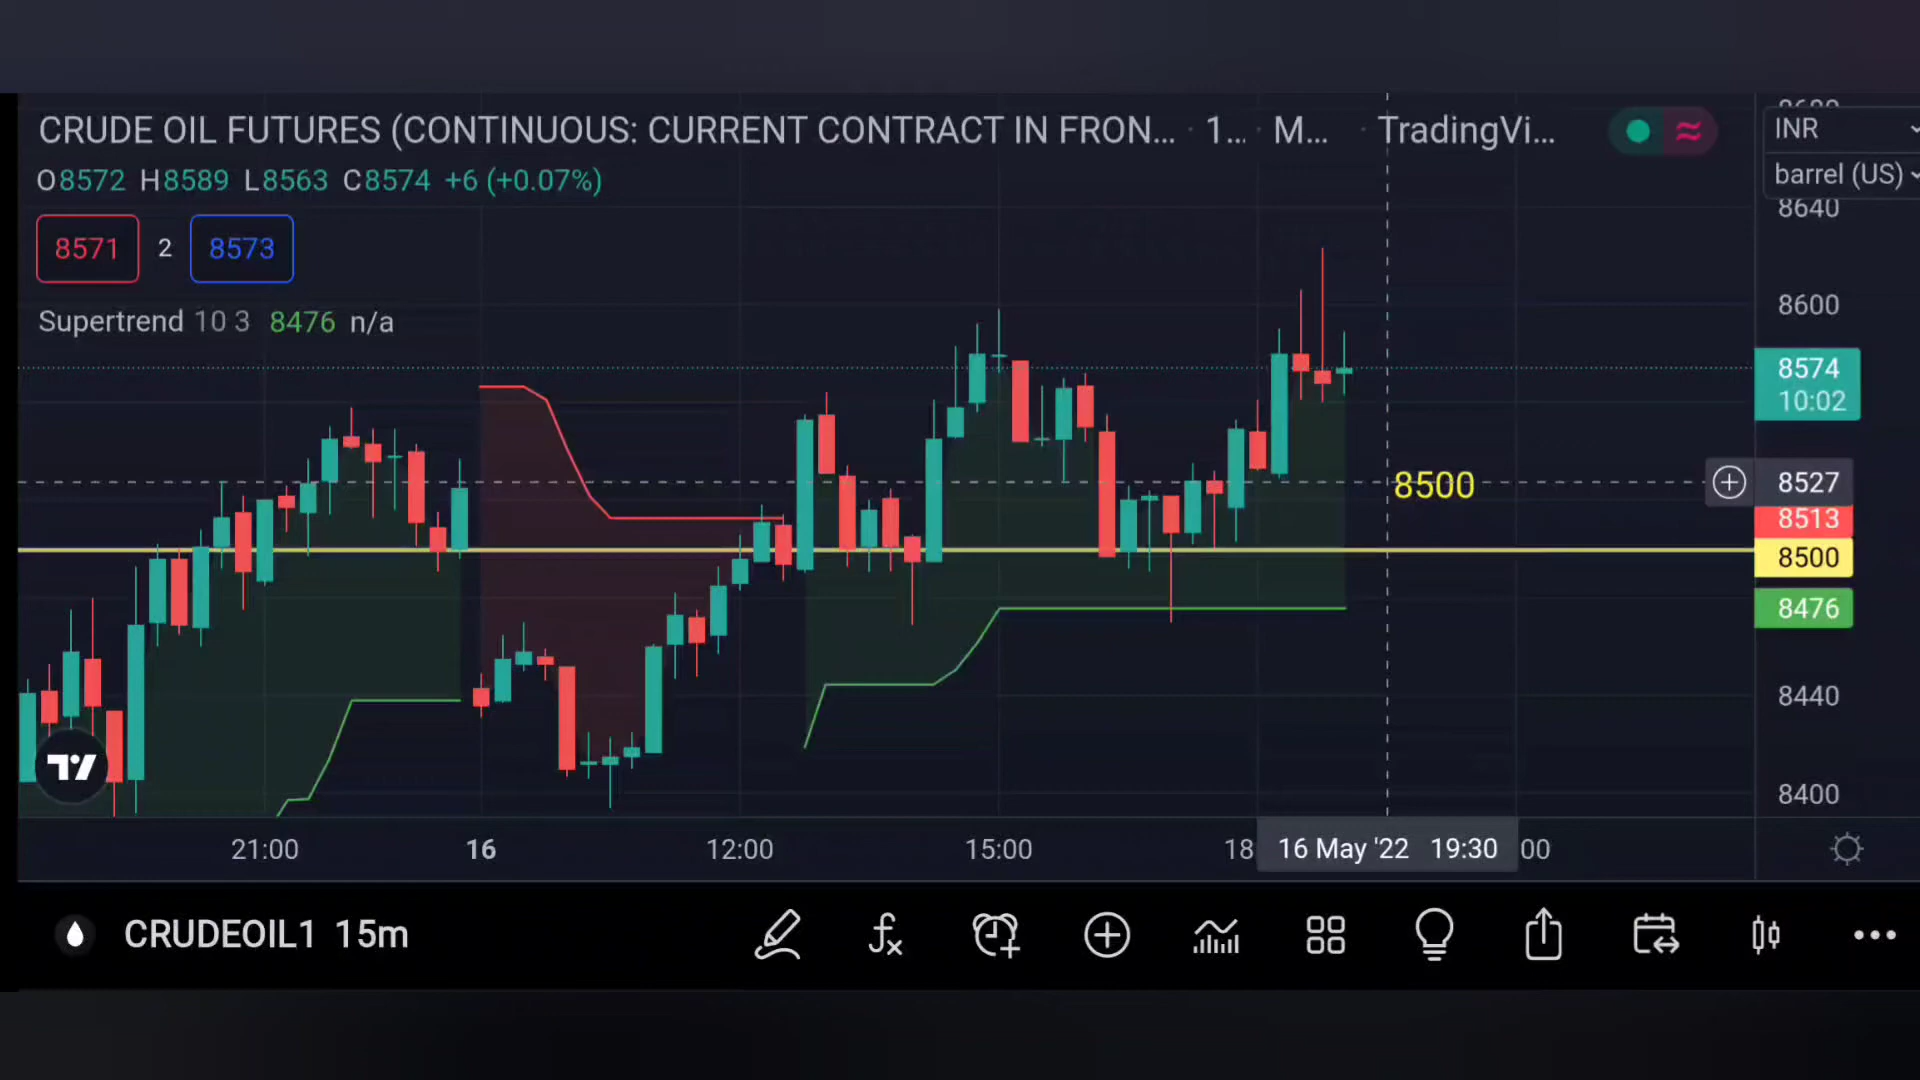 CRUDE OIL FUTURES (CONTINUOUS: CURRENT CONTRACT IN FRON... · 1... · M... · TradingVi...
INR
O8572 H8589 L8563 C8574 +6 (+0.07%)
barrel (US)
8640
8571 2 8573
8600
Supertrend 10 3 8476 n/a
8574
10:02
8500
8527
8513
8500
8476
8440
8400
21:00 16 12:00 15:00 18 16 May '22 19:30 00
CRUDEOIL1 15m